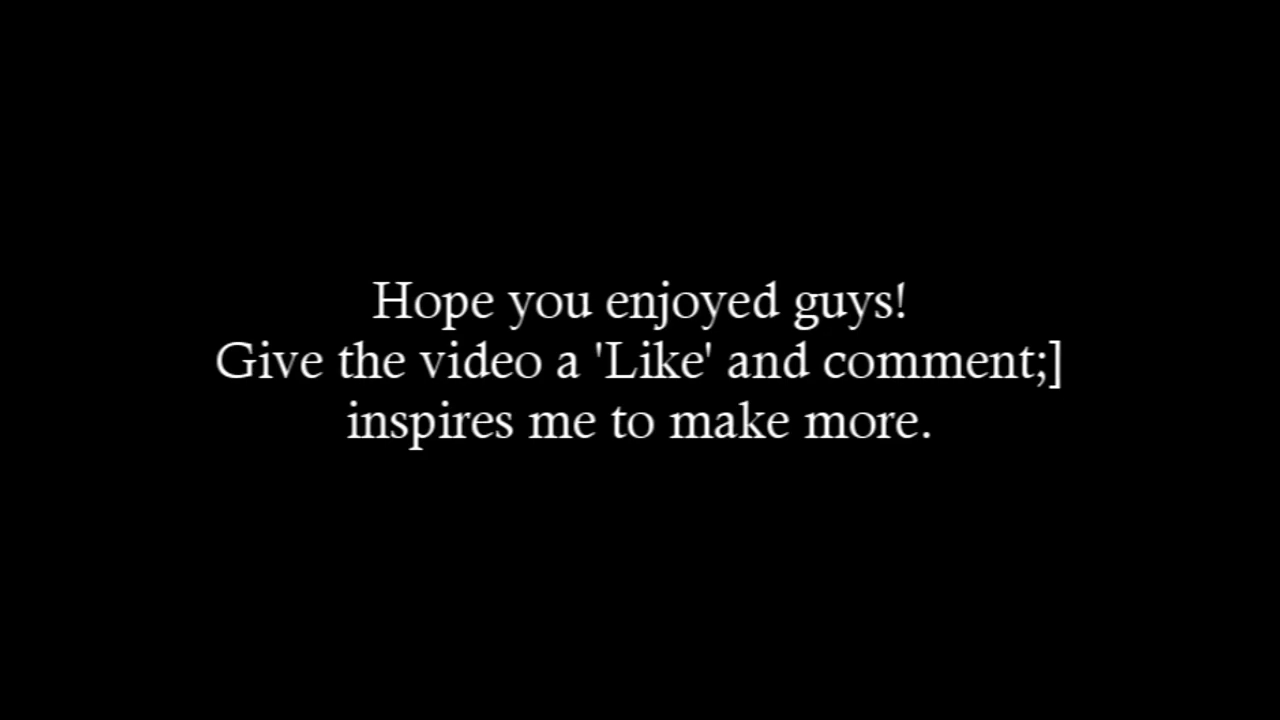 Hope you enjoyed guys!
Give the video a 'Like' and comment;]
inspires me to make more.